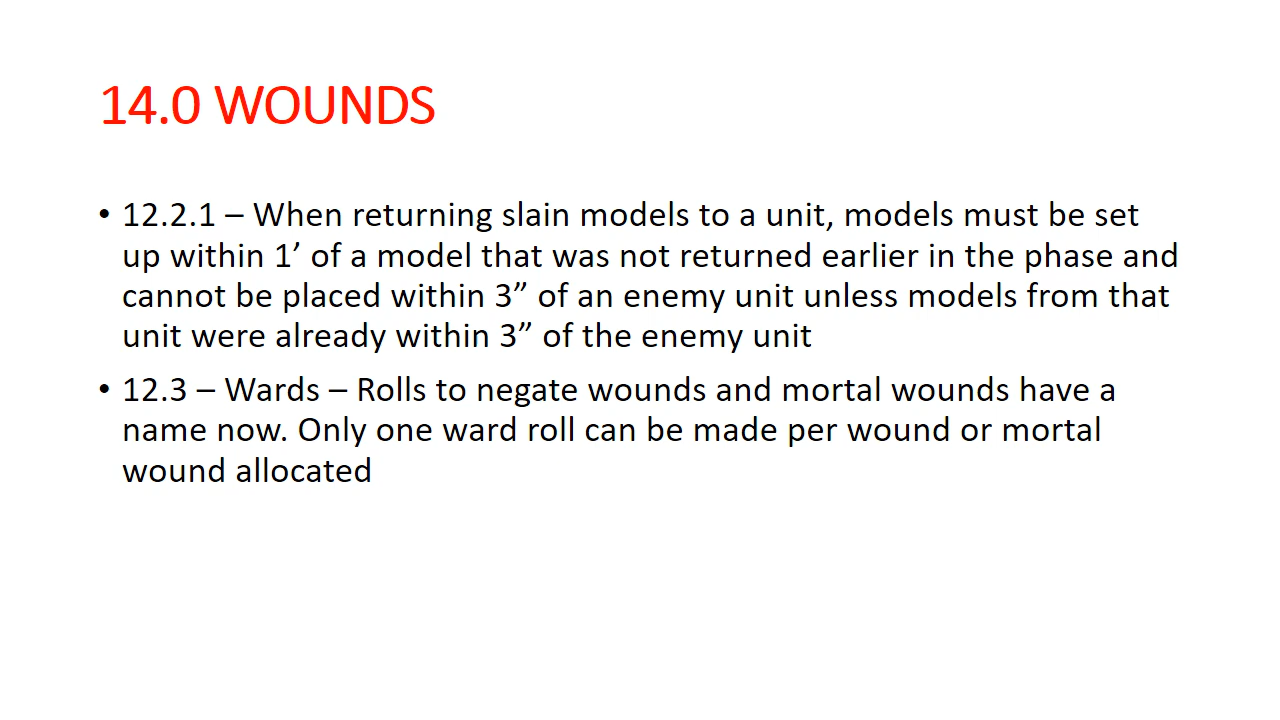 14.0 WOUNDS
• 12.2.1 – When returning slain models to a unit, models must be set
up within 1’ of a model that was not returned earlier in the phase and
cannot be placed within 3” of an enemy unit unless models from that
unit were already within 3” of the enemy unit
• 12.3 – Wards – Rolls to negate wounds and mortal wounds have a
name now. Only one ward roll can be made per wound or mortal
wound allocated